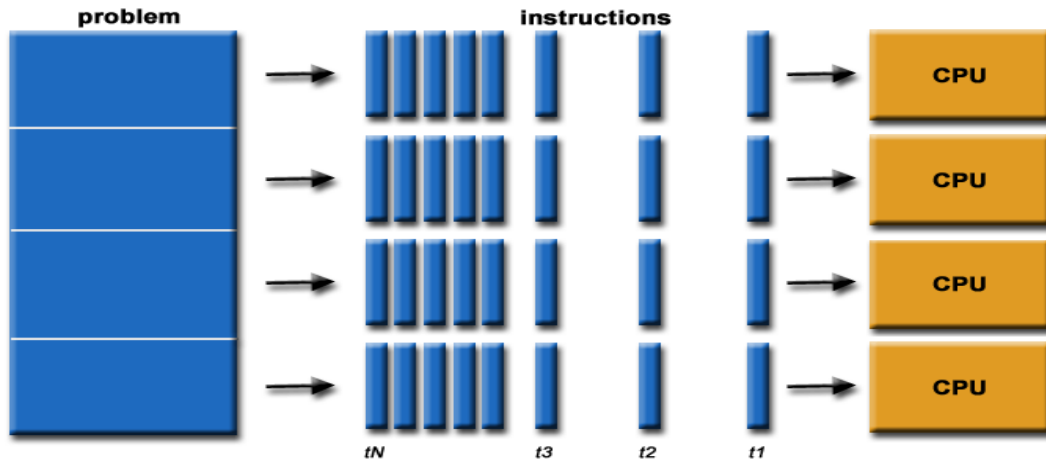 problem
instructions
CPU
CPU
CPU
CPU
tN t3 t2 t1